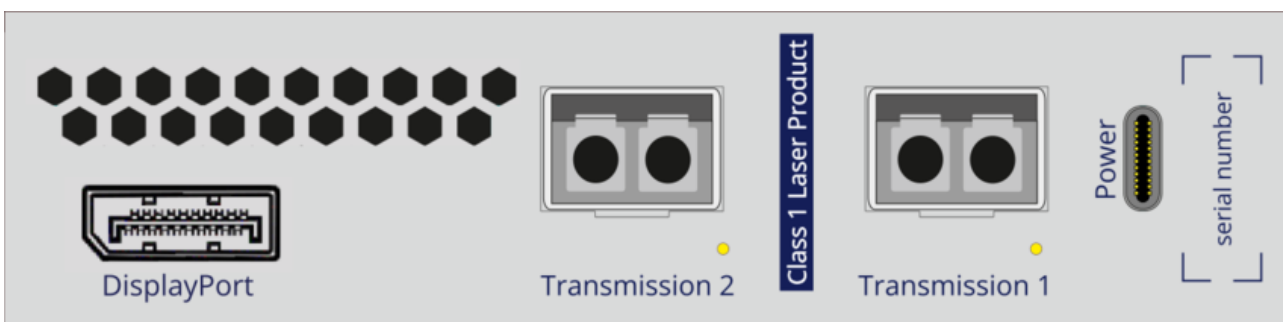 DisplayPort
Transmission 2
Class 1 Laser Product
Transmission 1
Power
serial number